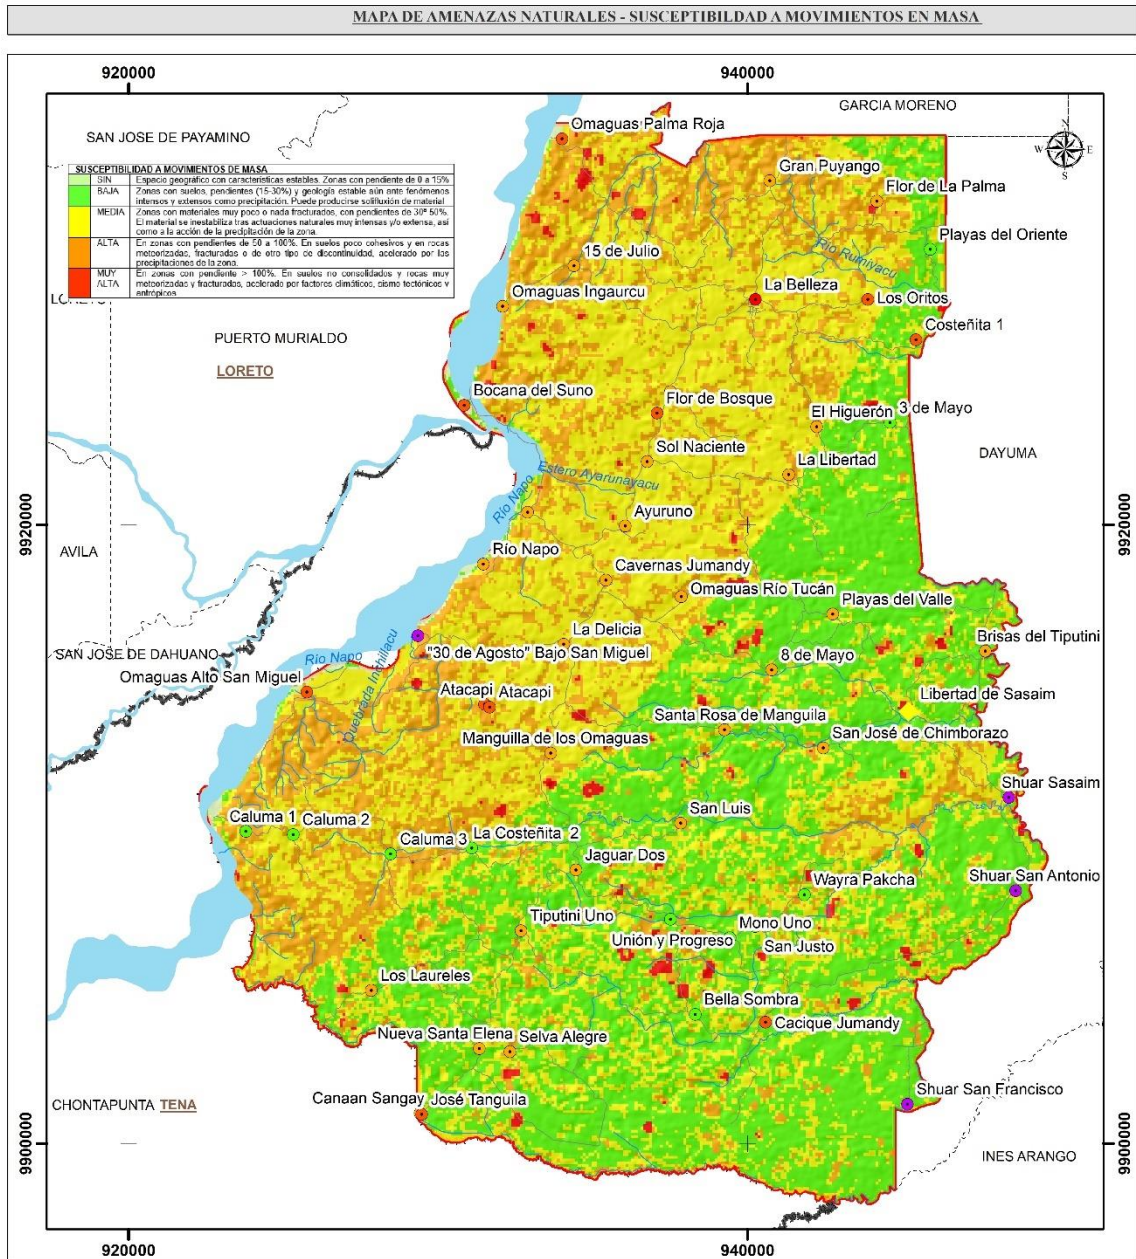 MAPA DE AMENAZAS NATURALES - SUSCEPTIBILDAD A MOVIMIENTOS EN MASA
920000
940000
GARCIA MORENO
SAN JOSE DE PAYAMINO
Omaguas Palma Roja
N
W
E
S
SUSCEPTIBILIDAD A MOVIMIENTOS DE MASA
SIN
Espacio geográfico con características estables. Zonas con pendiente de 0 a 15%
BAJA
Zonas con suelos, pendientes (15-30%) y geología estable aún ante fenómenos
intensos y extensos como precipitación. Puede producirse solifluxión de material
MEDIA
Zonas con materiales muy poco o nada fracturados, con pendientes de 30º 50%.
El material se inestabiliza tras actuaciones naturales muy intensas y/o extensa, así
como a la acción de la precipitación de la zona.
ALTA
En zonas con pendientes de 50 a 100%. En suelos poco cohesivos y en rocas
meteorizadas, fracturadas o de otro tipo de discontinuidad, acelerado por las
precipitaciones de la zona.
MUY
ALTA
En zonas con pendiente > 100%. En suelos no consolidados y rocas muy
meteorizadas y fracturados, acelerado por factores climáticos, sismo tectónicos y
antrópicos
Gran Puyango
Flor de La Palma
Playas del Oriente
Río Rumiyacu
15 de Julio
La Belleza
Los Oritos
Omaguas Ingaurcu
Costeñita 1
PUERTO MURIALDO
LORETO
Bocana del Suno
Flor de Bosque
El Higuerón
3 de Mayo
Sol Naciente
DAYUMA
La Libertad
Estero Ayarunayacu
Río Napo
9920000
9920000
Ayuruno
AVILA
Río Napo
Cavernas Jumandy
Omaguas Río Tucán
Playas del Valle
La Delicia
SAN JOSE DE DAHUANO
Río Napo
"30 de Agosto" Bajo San Miguel
Brisas del Tiputini
8 de Mayo
Omaguas Alto San Miguel
Quebrada Inchillacu
Atacapi
Atacapi
Libertad de Sasaim
Santa Rosa de Manguila
San José de Chimborazo
Manguilla de los Omaguas
Shuar Sasaim
Caluma 1
Caluma 2
San Luis
Caluma 3
La Costeñita 2
Jaguar Dos
Wayra Pakcha
Shuar San Antonio
Tiputini Uno
Mono Uno
Unión y Progreso
San Justo
Los Laureles
Bella Sombra
Cacique Jumandy
Nueva Santa Elena
Selva Alegre
Shuar San Francisco
CHONTAPUNTA
TENA
Canaan Sangay
José Tanguila
9900000
9900000
INES ARANGO
920000
940000